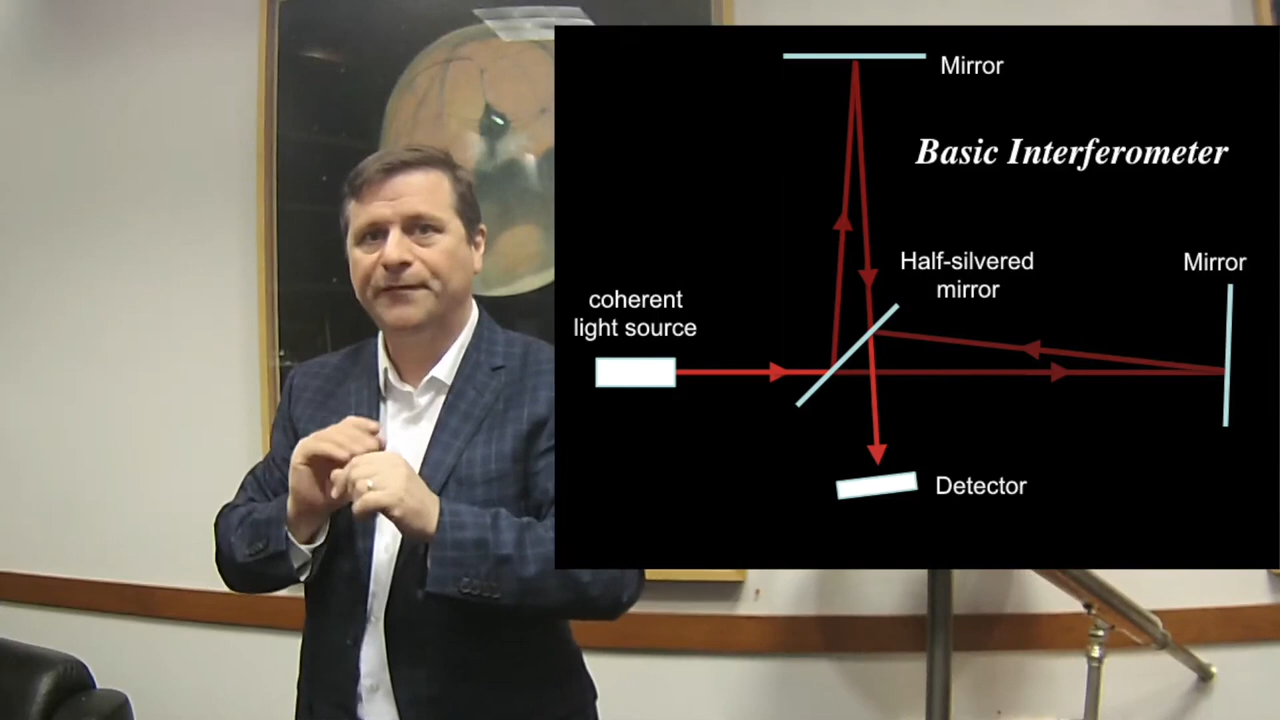 Mirror
Basic Interferometer
Half-silvered
mirror
Mirror
coherent
light source
Detector